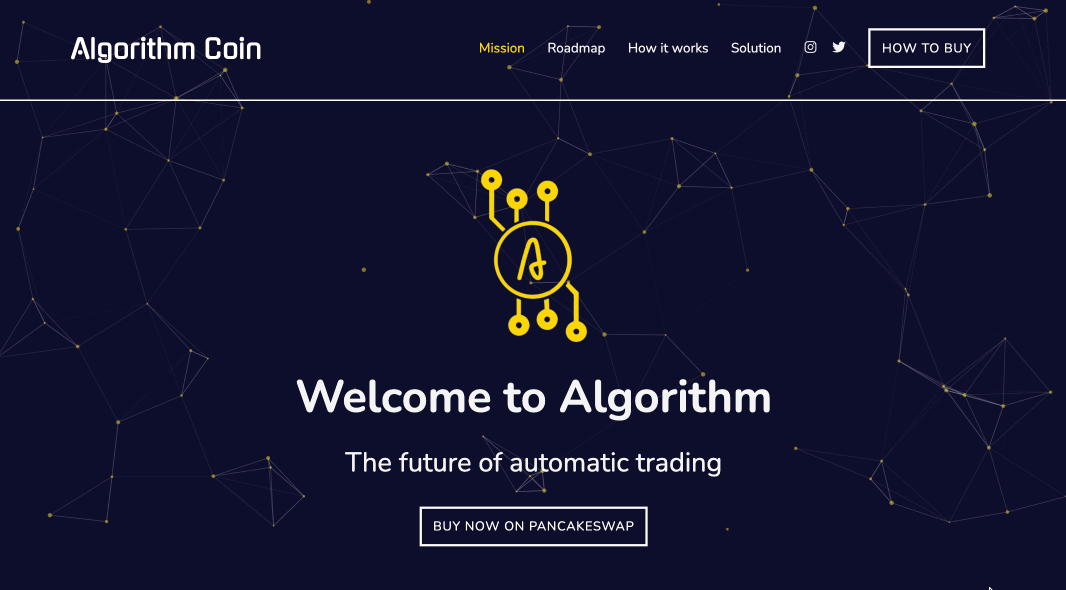 Algorithm Coin
Mission Roadmap How it works Solution HOW TO BUY
A
Welcome to Algorithm
The future of automatic trading
BUY NOW ON PANCAKESWAP